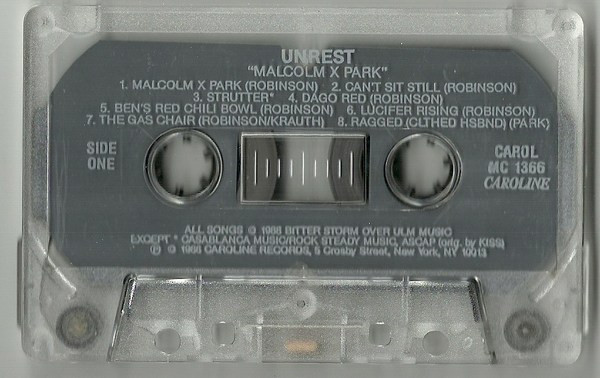 UNREST
"MALCOLM X PARK"
1. MALCOLM X PARK (ROBINSON) 2. CAN'T SIT STILL (ROBINSON)
3. STRUTTER* 4. DAGO RED (ROBINSON)
5. BEN'S RED CHILI BOWL (ROBINSON) 6. LUCIFER RISING (ROBINSON)
7. THE GAS CHAIR (ROBINSON/KRAUTH) 8. RAGGED (CLTHED HSBND) (PARK)
SIDE ONE
CAROL
MC 1366
CAROLINE
ALL SONGS © 1988 BITTER STORM OVER ULM MUSIC
EXCEPT * CASABLANCA MUSIC/ROCK STEADY MUSIC, ASCAP (orig. by KISS)
℗ © 1988 CAROLINE RECORDS, 5 Crosby Street, New York, NY 10013